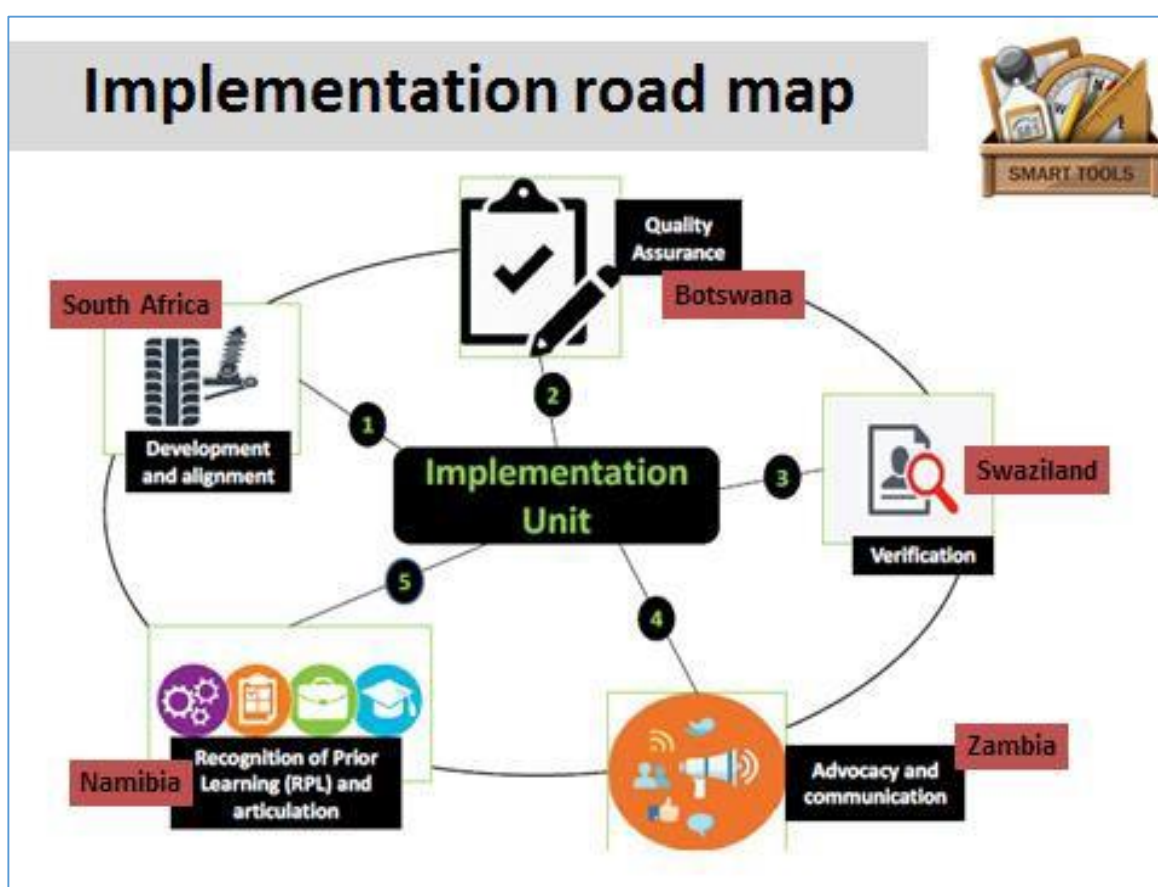 Implementation road map
SMART TOOLS
Quality
Assurance
Botswana
South Africa
Development
and alignment
1
2
Implementation
Unit
3
Swaziland
Verification
5
4
Recognition of Prior
Learning (RPL) and
articulation
Namibia
Zambia
Advocacy and
communication